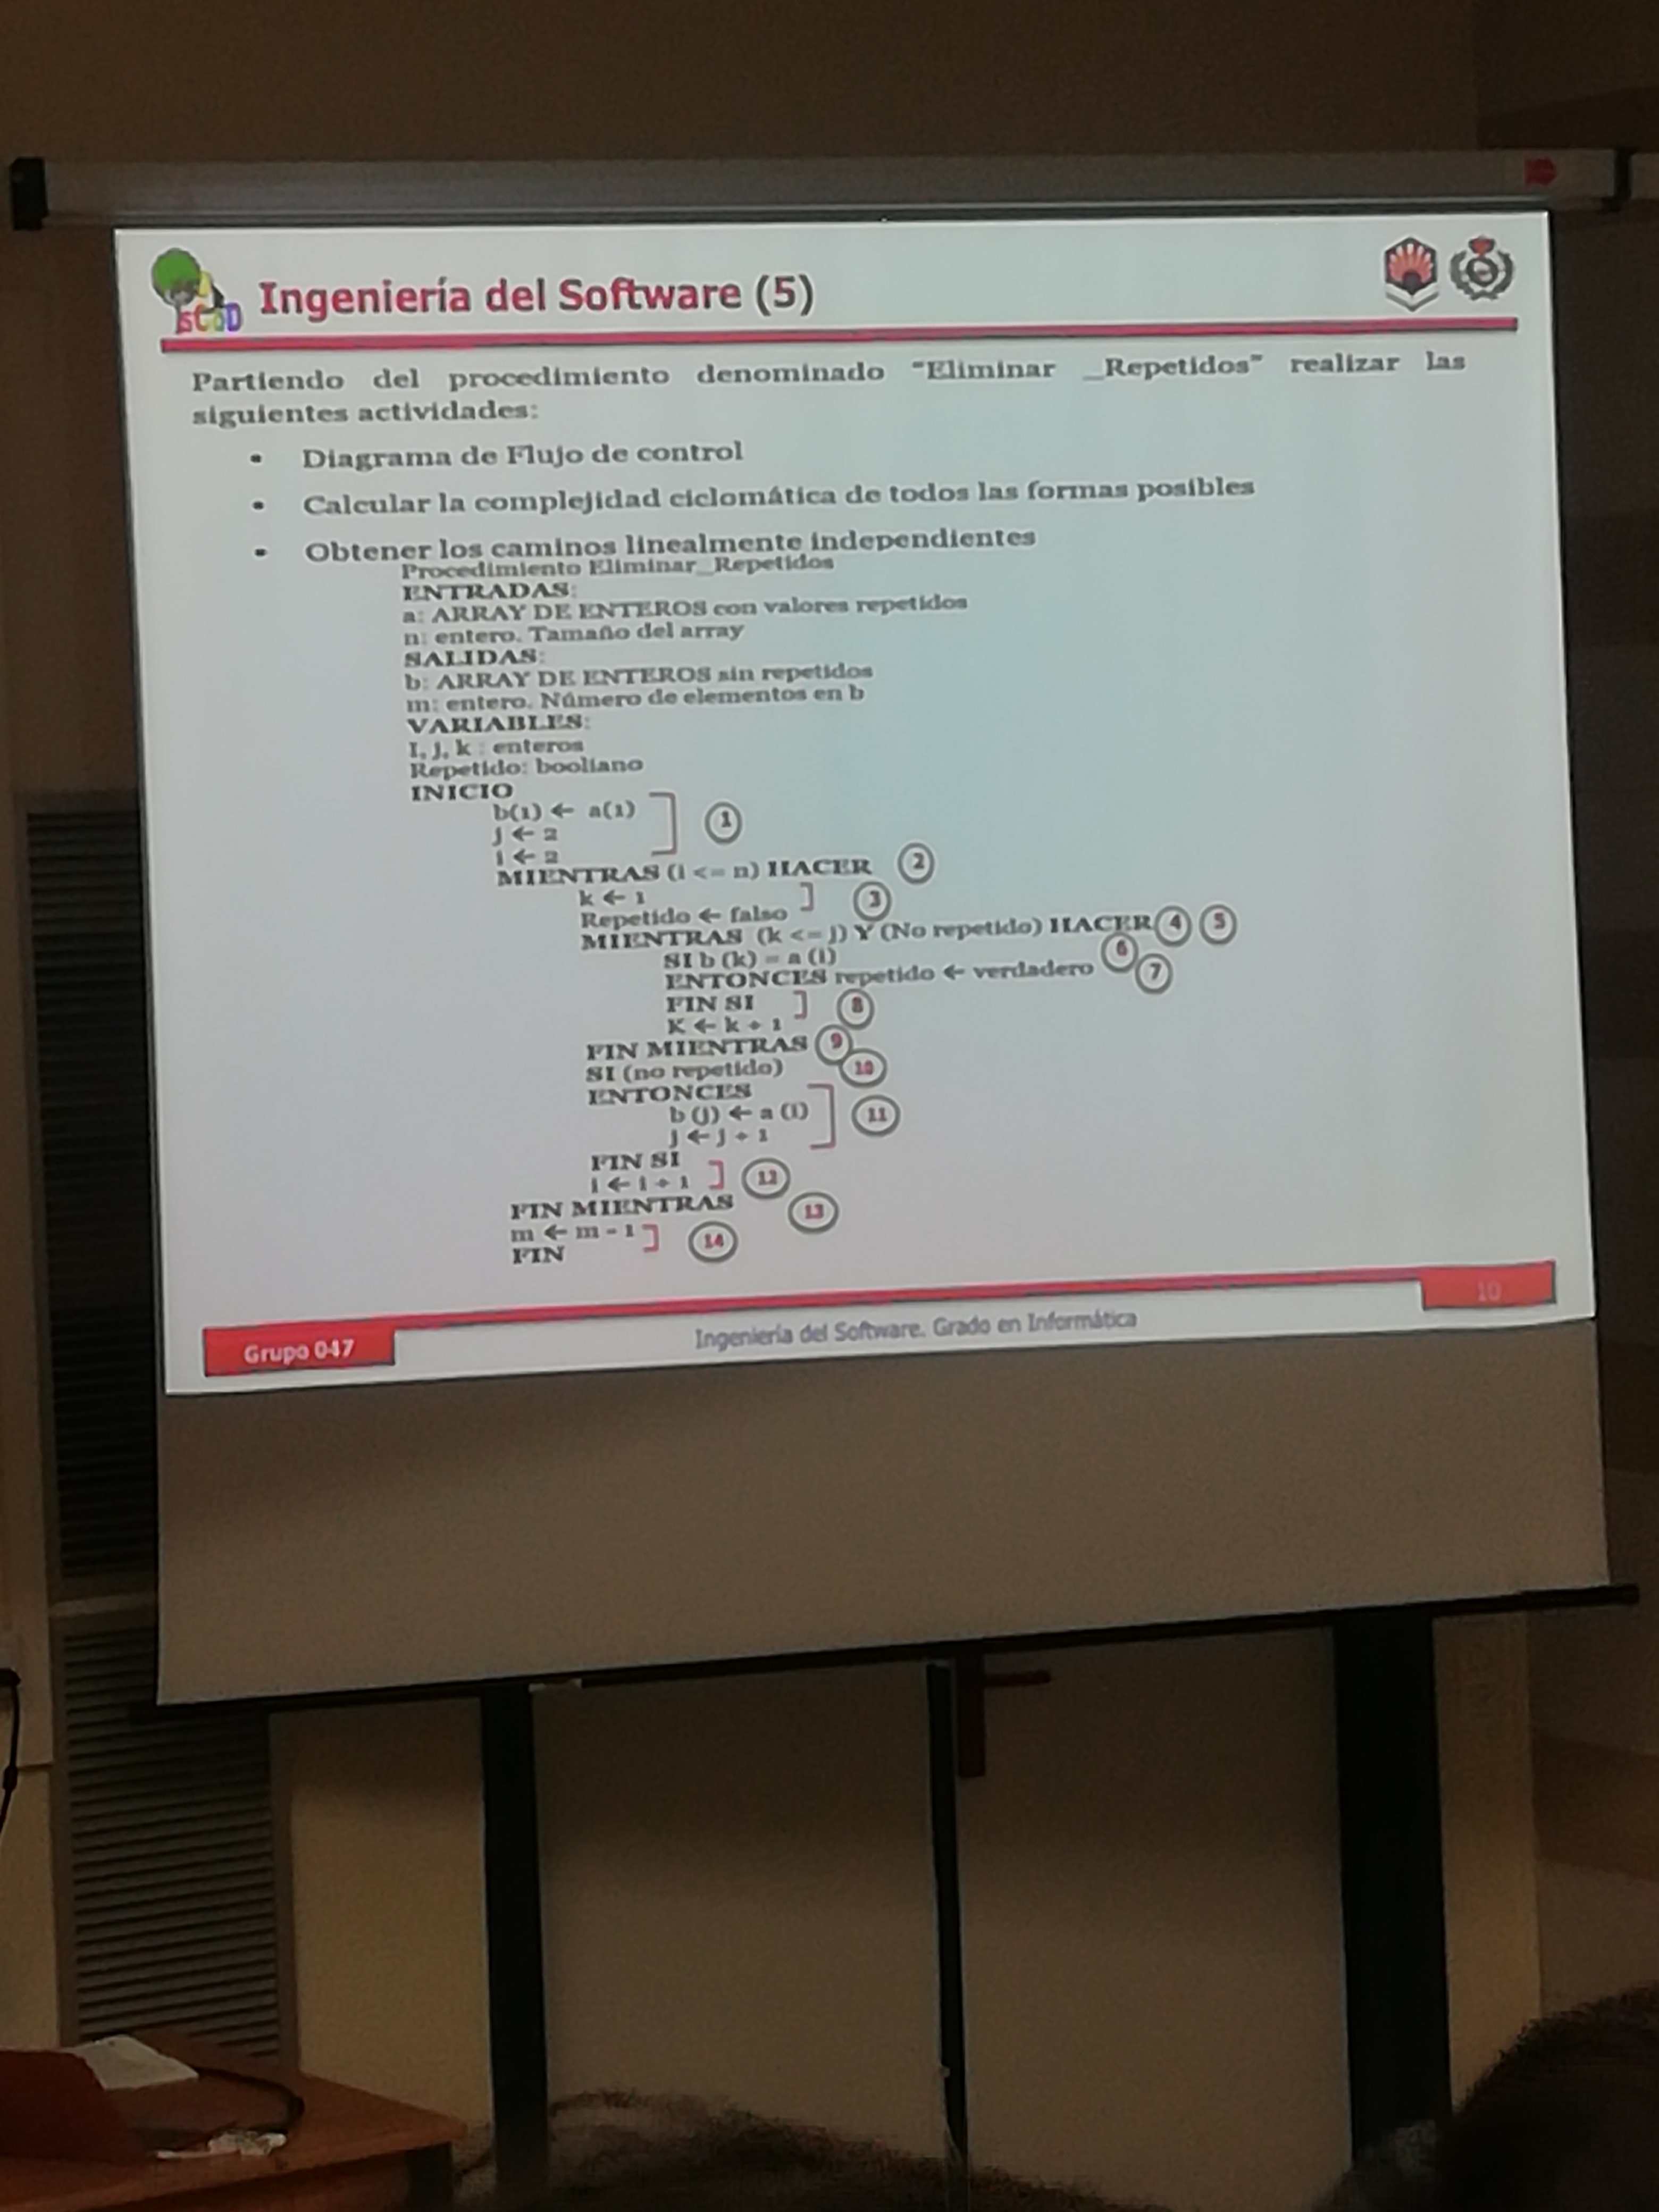 sCoD
Ingeniería del Software (5)
Partiendo del procedimiento denominado "Eliminar _Repetidos" realizar las
siguientes actividades:
• Diagrama de Flujo de control
• Calcular la complejidad ciclomática de todos las formas posibles
• Obtener los caminos linealmente independientes
Procedimiento Eliminar_Repetidos
ENTRADAS:
a: ARRAY DE ENTEROS con valores repetidos
n: entero. Tamaño del array
SALIDAS:
b: ARRAY DE ENTEROS sin repetidos
m: entero. Número de elementos en b
VARIABLES:
I, j, k : enteros
Repetido: booliano
INICIO
b(1) ← a(1)
j ← 2 ] 1
i ← 2
MIENTRAS (i <= n) HACER 2
k ← 1 ] 3
Repetido ← falso
MIENTRAS (k <= j) Y (No repetido) HACER 4 5
SI b (k) = a (i) 6
ENTONCES repetido ← verdadero 7
FIN SI ] 8
K ← k + 1
FIN MIENTRAS 9
SI (no repetido) 10
ENTONCES
b (j) ← a (i) ] 11
j ← j + 1
FIN SI
i ← i + 1 ] 12
FIN MIENTRAS 13
m ← m - 1 ] 14
FIN
10
Grupo 047
Ingeniería del Software. Grado en Informática